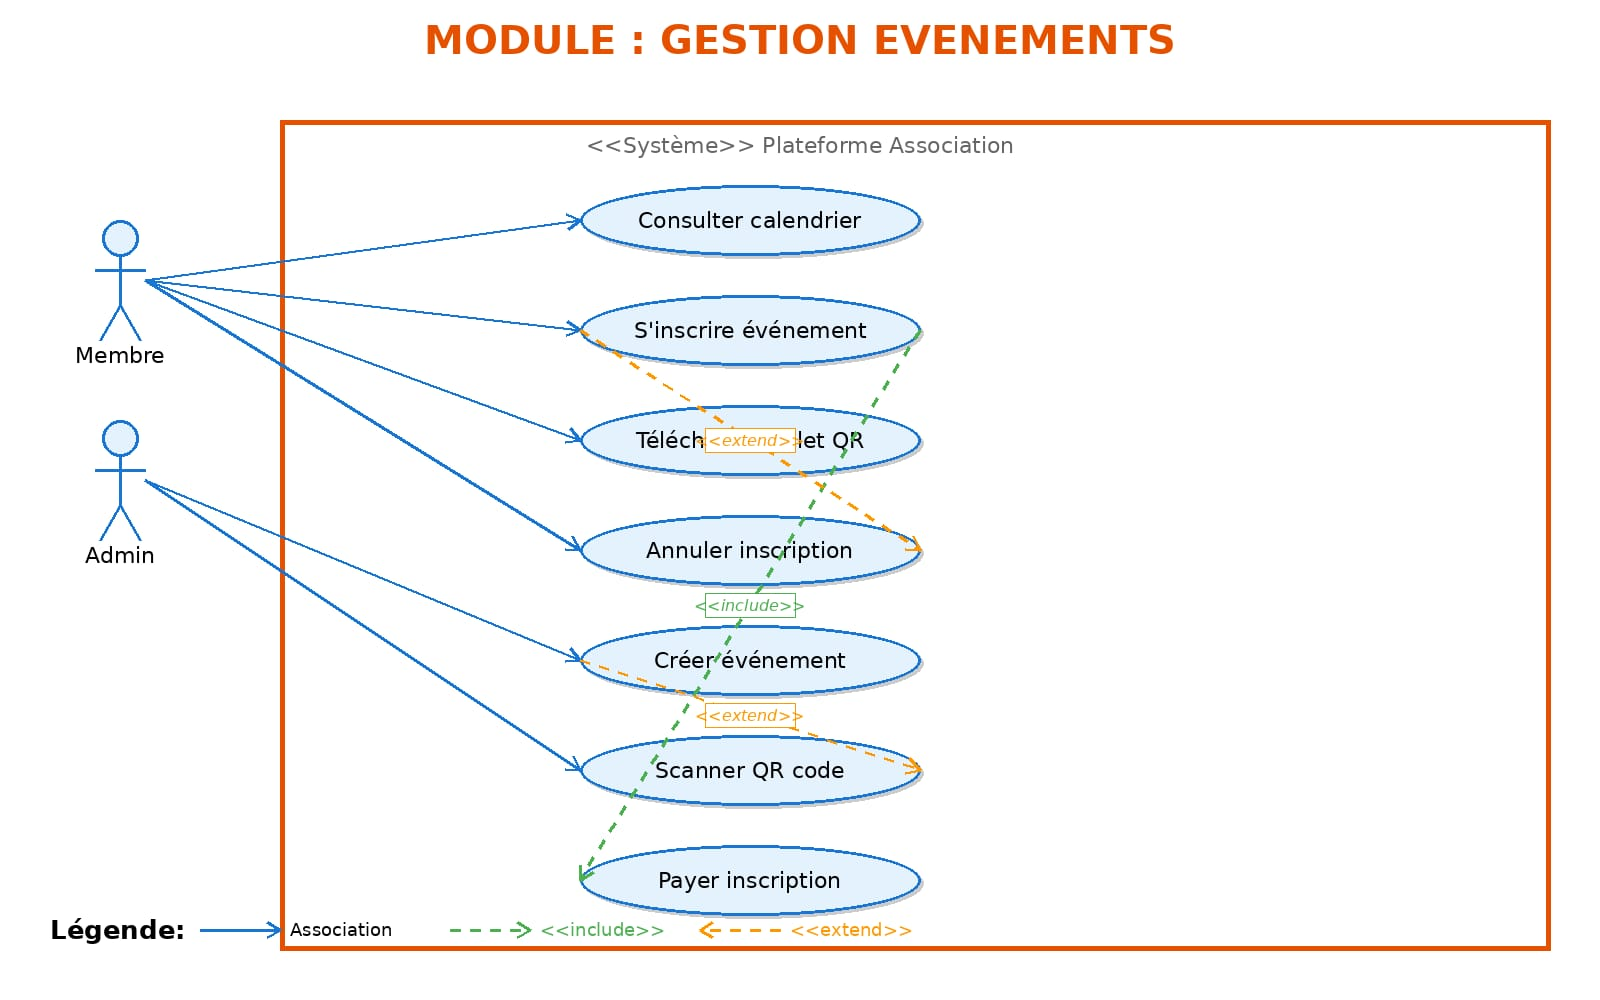 MODULE : GESTION EVENEMENTS
<<Système>> Plateforme Association
Consulter calendrier
Membre
S'inscrire événement
<<extend>>
QR
Admin
Annuler inscription
<<include>>
Créer événement
<<extend>>
Scanner QR code
Payer inscription
Légende:
Association
<<include>>
<<extend>>